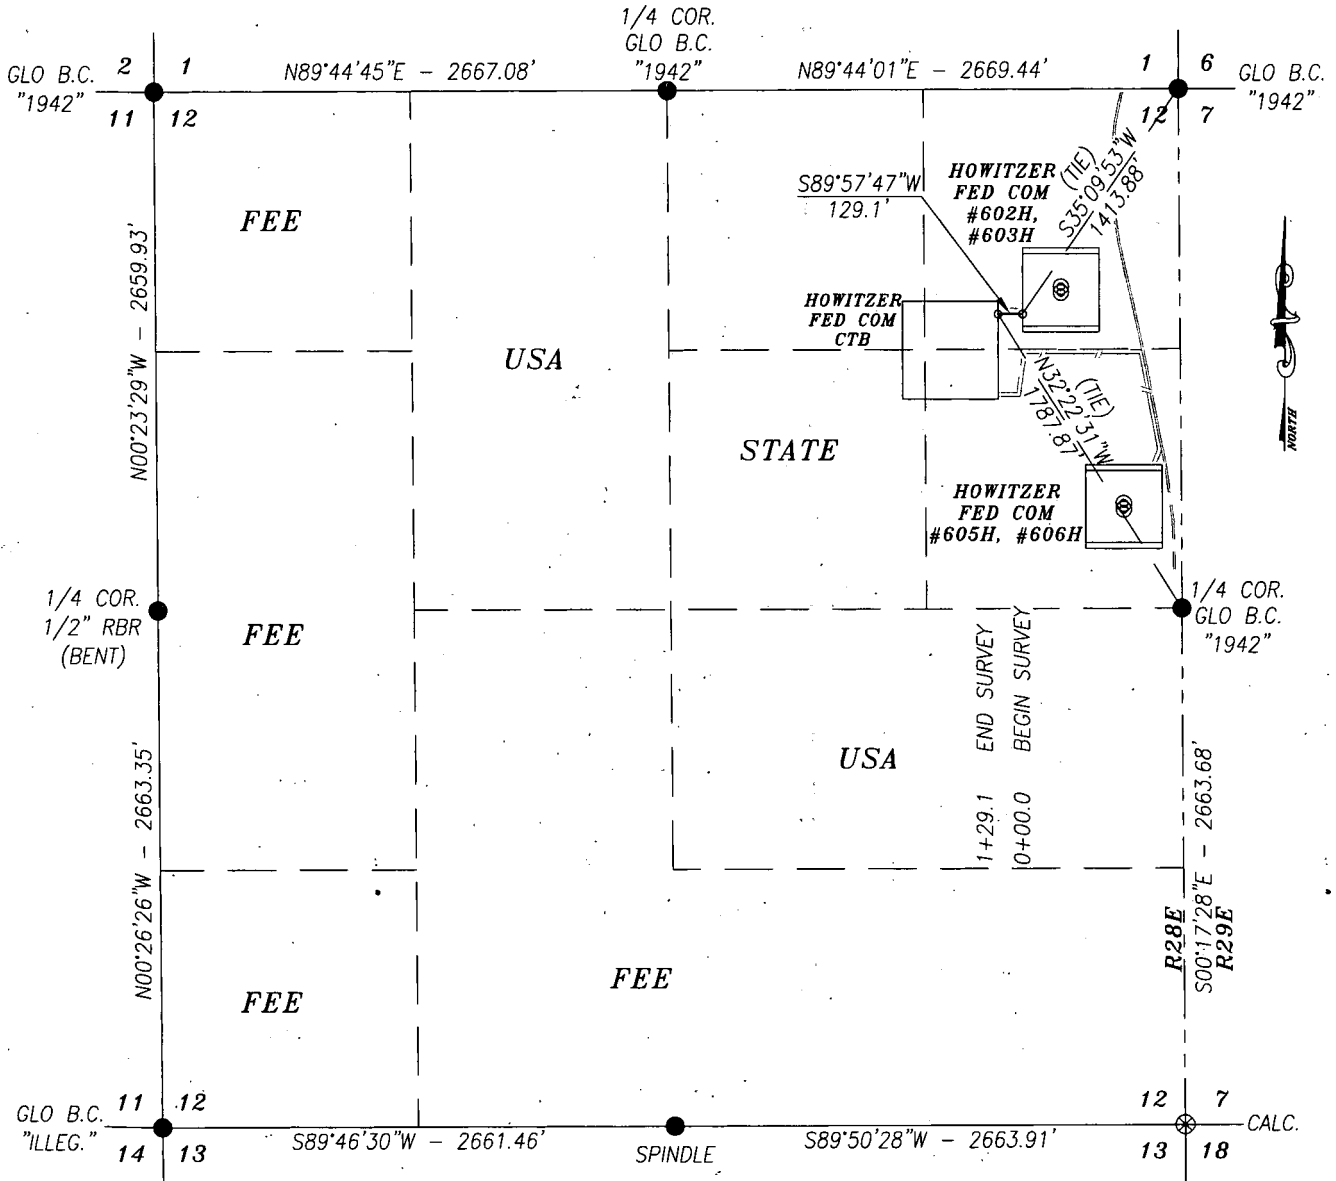 1/4 COR.
GLO B.C.
"1942"
GLO B.C.
"1942"
2 1
11 12
N89°44'45"E - 2667.08'
N89°44'01"E - 2669.44'
1 6
12 7
GLO B.C.
"1942"
FEE
S89°57'47"W
129.1'
HOWITZER
FED COM
#602H,
#603H
(TIE)
S35°09'53"W
1413.88'
N00°23'29"W - 2659.93'
HOWITZER
FED COM
CTB
USA
(TIE)
N32°22'31"W
1787.87'
NORTH
STATE
HOWITZER
FED COM
#605H, #606H
1/4 COR.
1/2" RBR
(BENT)
FEE
1/4 COR.
GLO B.C.
"1942"
1+29.1 END SURVEY
0+00.0 BEGIN SURVEY
USA
N00°26'26"W - 2663.35'
R28E
R29E
S00°17'28"E - 2663.68'
FEE
FEE
11 12
14 13
GLO B.C.
"ILLEG."
S89°46'30"W - 2661.46'
SPINDLE
S89°50'28"W - 2663.91'
12 7
13 18
CALC.